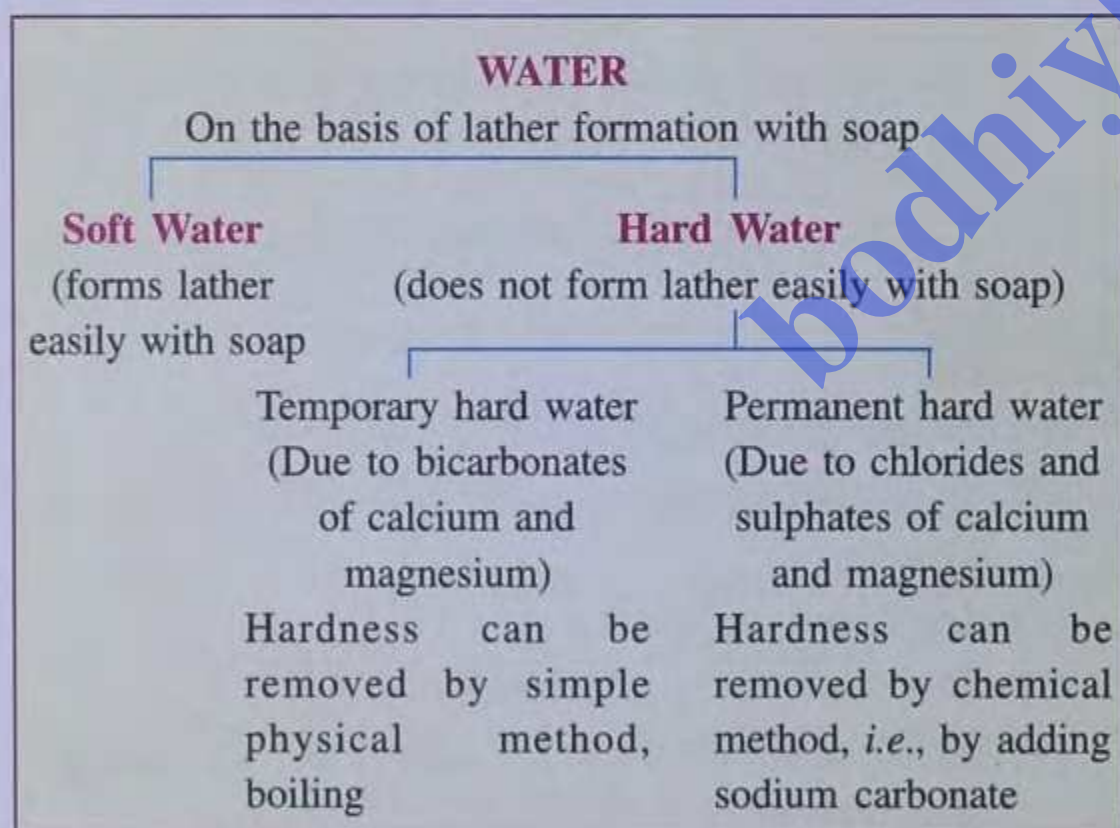 WATER
On the basis of lather formation with soap
Soft Water
(forms lather
easily with soap
Hard Water
(does not form lather easily with soap)
Temporary hard water
(Due to bicarbonates
of calcium and
magnesium)
Hardness can be
removed by simple
physical method,
boiling
Permanent hard water
(Due to chlorides and
sulphates of calcium
and magnesium)
Hardness can be
removed by chemical
method, i.e., by adding
sodium carbonate